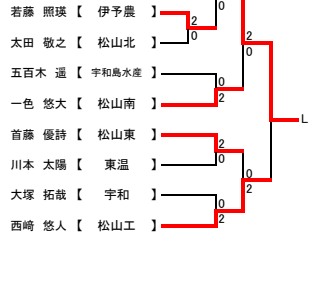 若藤 照瑛 【 伊予農 】
0
2
太田 敬之 【 松山北 】
0
2
0
五百木 遥 【 宇和島水産 】
0
一色 悠大 【 松山南 】
2
L
首藤 優詩 【 松山東 】
2
川本 太陽 【 東温 】
0
0
2
大塚 拓哉 【 宇和 】
0
西﨑 悠人 【 松山工 】
2